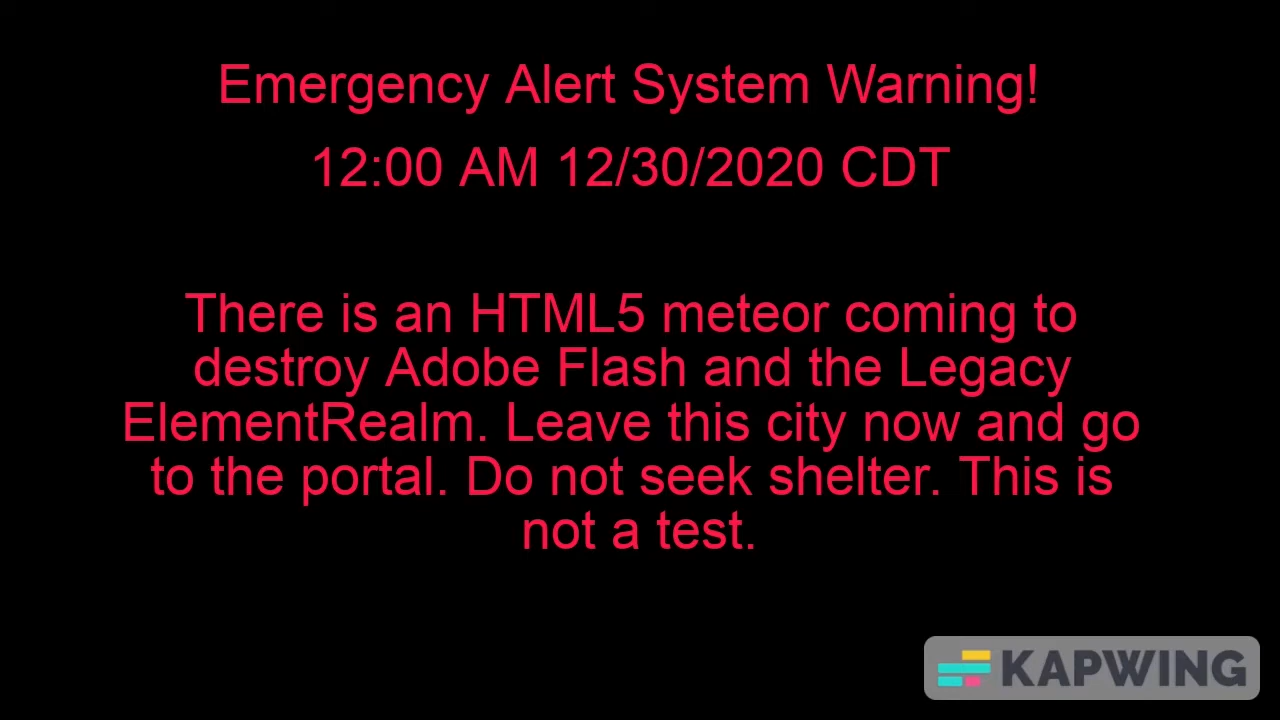 Emergency Alert System Warning!
12:00 AM 12/30/2020 CDT
There is an HTML5 meteor coming to
destroy Adobe Flash and the Legacy
ElementRealm. Leave this city now and go
to the portal. Do not seek shelter. This is
not a test.
KAPWING